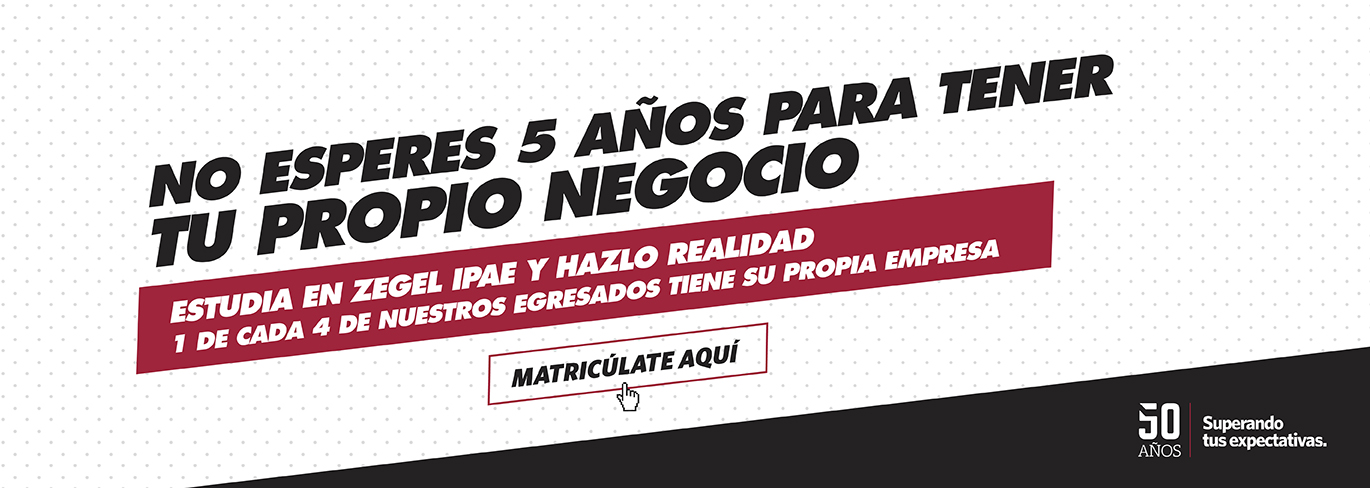 NO ESPERES 5 AÑOS PARA TENER
TU PROPIO NEGOCIO
ESTUDIA EN ZEGEL IPAE Y HAZLO REALIDAD
1 DE CADA 4 DE NUESTROS EGRESADOS TIENE SU PROPIA EMPRESA
MATRICÚLATE AQUÍ
50
AÑOS
Superando
tus expectativas.